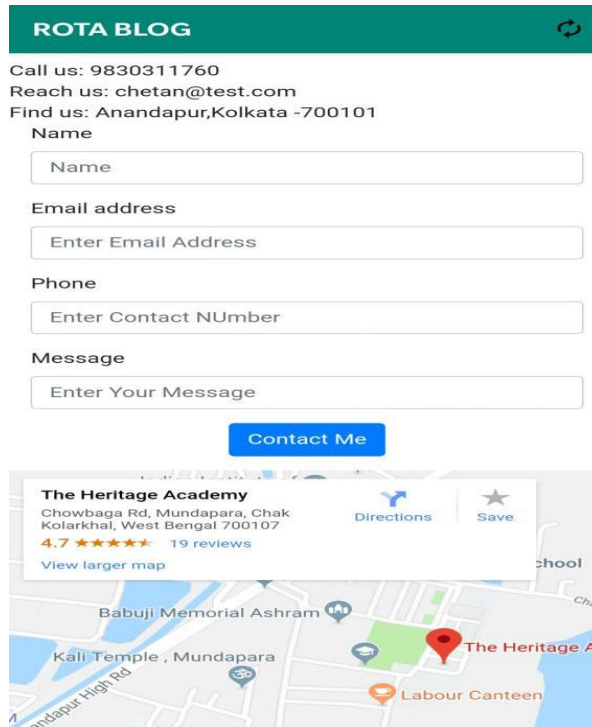 ROTA BLOG
Call us: 9830311760
Reach us: chetan@test.com
Find us: Anandapur,Kolkata -700101
Name
Name
Email address
Enter Email Address
Phone
Enter Contact NUmber
Message
Enter Your Message
Contact Me
The Heritage Academy
Chowbaga Rd, Mundapara, Chak
Kolarkhal, West Bengal 700107
4.7 ★★★★★ 19 reviews
View larger map
Directions
Save
chool
Babuji Memorial Ashram
Cha
The Heritage A
Kali Temple , Mundapara
andapur High Rd
Labour Canteen